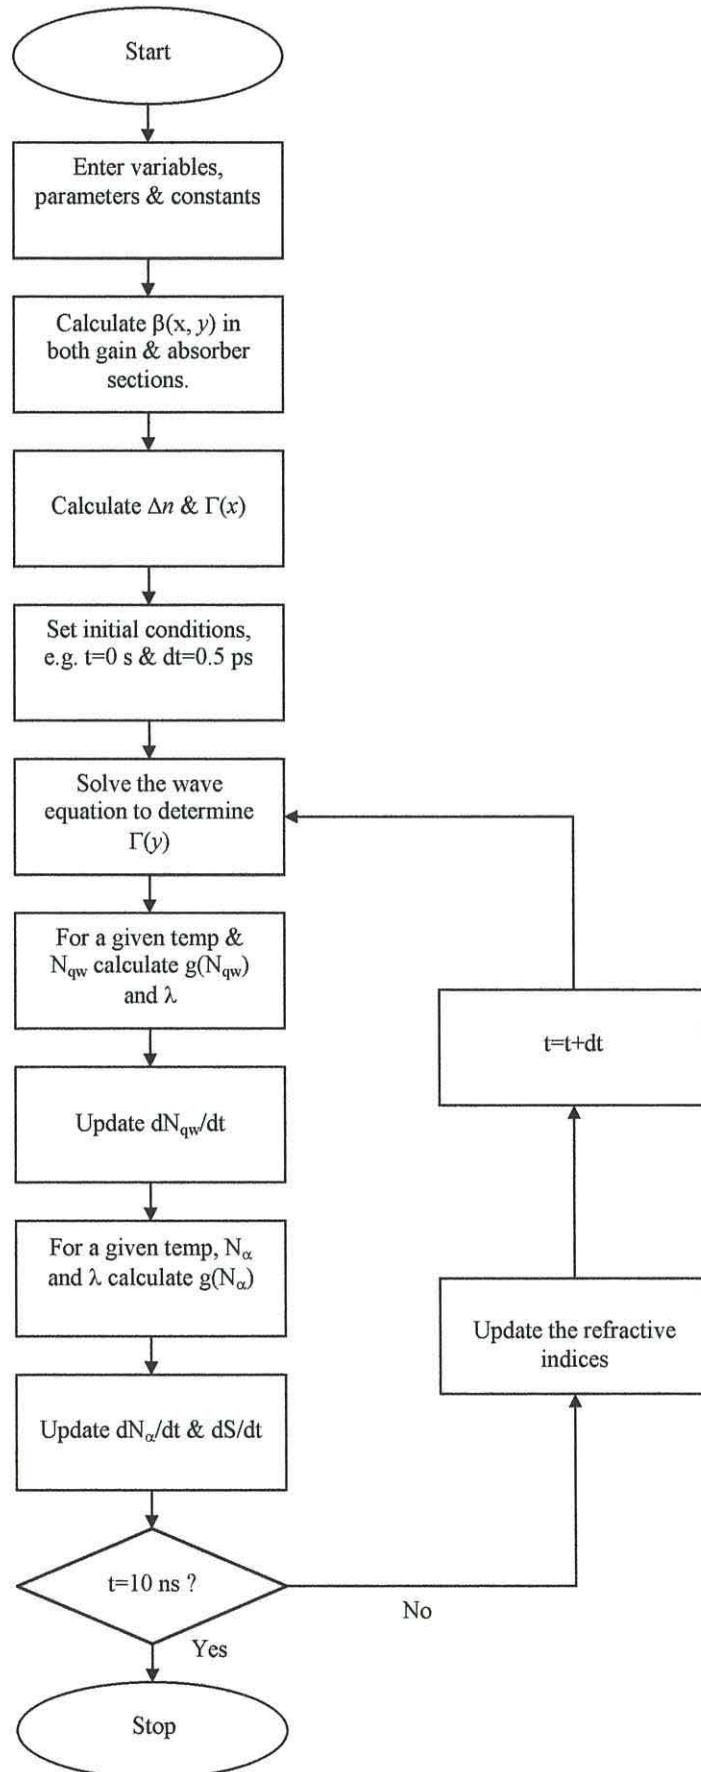 Start
Enter variables,
parameters & constants
Calculate β(x, y) in
both gain & absorber
sections.
Calculate Δn & Γ(x)
Set initial conditions,
e.g. t=0 s & dt=0.5 ps
Solve the wave
equation to determine
Γ(y)
For a given temp &
N_qw calculate g(N_qw)
and λ
Update dN_qw/dt
For a given temp, N_α
and λ calculate g(N_α)
Update dN_α/dt & dS/dt
t=10 ns ?
Yes
Stop
No
Update the refractive
indices
t=t+dt